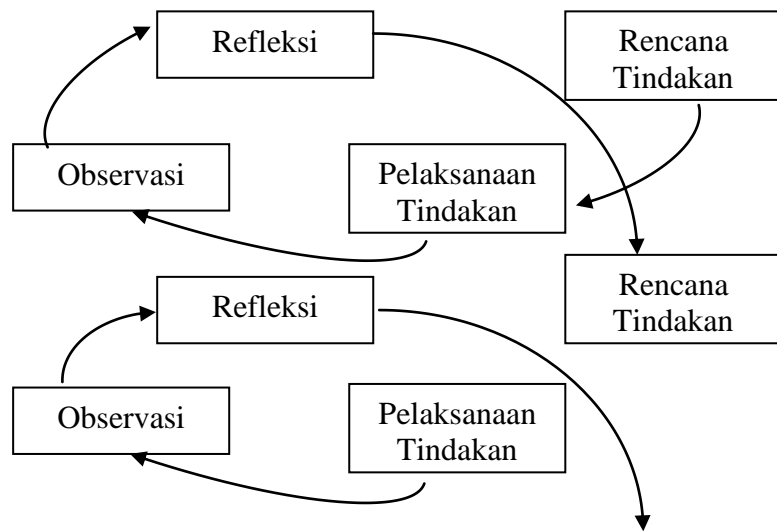 Refleksi
Rencana
Tindakan
Observasi
Pelaksanaan
Tindakan
Rencana
Tindakan
Refleksi
Observasi
Pelaksanaan
Tindakan